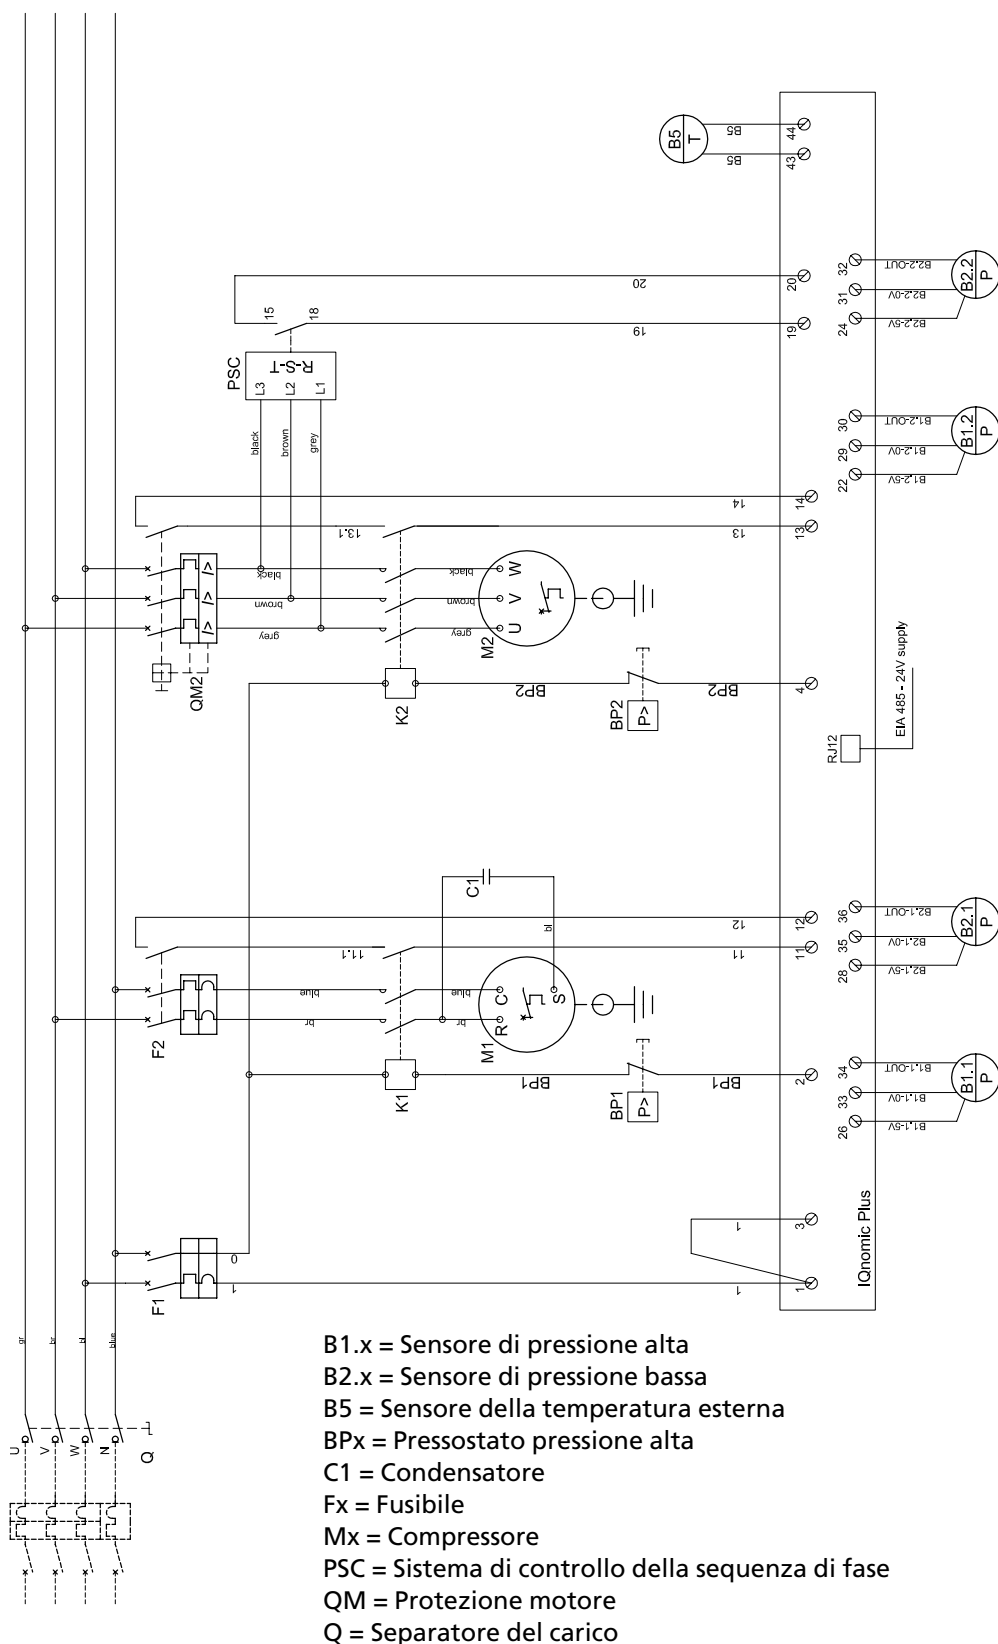 44
43
B5
B5
B5
T
20
19
20
19
15
18
PSC
R-S-T
L3
L2
L1
black
brown
grey
32
31
24
B2.2-OUT
B2.2-0V
B2.2-5V
B2.2
P
30
29
22
B1.2-OUT
B1.2-0V
B1.2-5V
B1.2
P
14
13
14
13
13.1
I>
I>
I>
QM2
black
brown
grey
black
brown
grey
W
V
U
M2
K2
BP2
BP2
BP2
P>
4
RJ12
EIA 485 - 24V supply
C1
12
11
12
11
11.1
bl
F2
blue
br
blue
br
C
R
S
M1
K1
BP1
BP1
BP1
P>
2
36
35
28
B2.1-OUT
B2.1-0V
B2.1-5V
B2.1
P
34
33
26
B1.1-OUT
B1.1-0V
B1.1-5V
B1.1
P
3
1
1
1
IQnomic Plus
F1
0
1
gr
br
bl
blue
U
V
W
N
Q
B1.x = Sensore di pressione alta
B2.x = Sensore di pressione bassa
B5 = Sensore della temperatura esterna
BPx = Pressostato pressione alta
C1 = Condensatore
Fx = Fusibile
Mx = Compressore
PSC = Sistema di controllo della sequenza di fase
QM = Protezione motore
Q = Separatore del carico